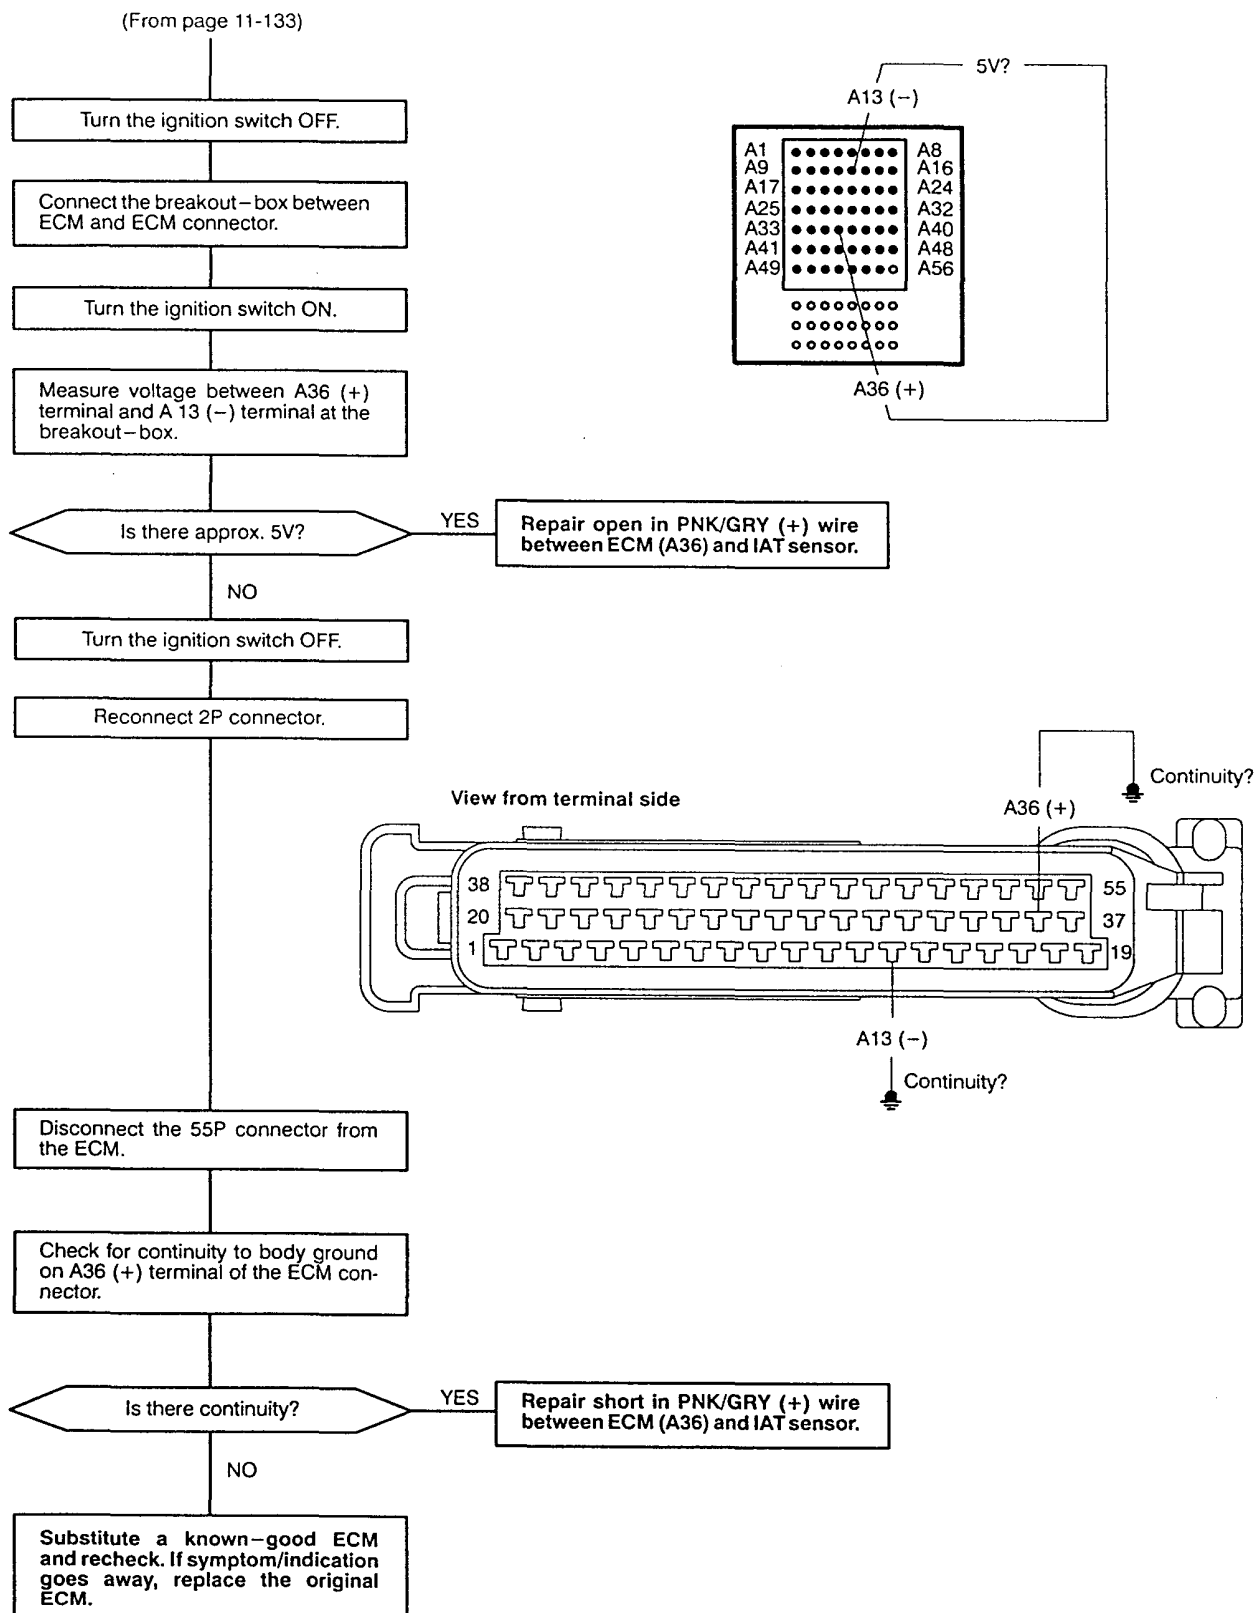 (From page 11-133)
Turn the ignition switch OFF.
Connect the breakout-box between
ECM and ECM connector.
Turn the ignition switch ON.
Measure voltage between A36 (+)
terminal and A 13 (−) terminal at the
breakout-box.
Is there approx. 5V?
YES
Repair open in PNK/GRY (+) wire
between ECM (A36) and IAT sensor.
NO
Turn the ignition switch OFF.
Reconnect 2P connector.
5V?
A13 (−)
A1 A8
A9 A16
A17 A24
A25 A32
A33 A40
A41 A48
A49 A56
A36 (+)
View from terminal side
Continuity?
A36 (+)
38 55
20 37
1 19
A13 (−)
Continuity?
Disconnect the 55P connector from
the ECM.
Check for continuity to body ground
on A36 (+) terminal of the ECM con-
nector.
Is there continuity?
YES
Repair short in PNK/GRY (+) wire
between ECM (A36) and IAT sensor.
NO
Substitute a known-good ECM
and recheck. If symptom/indication
goes away, replace the original
ECM.